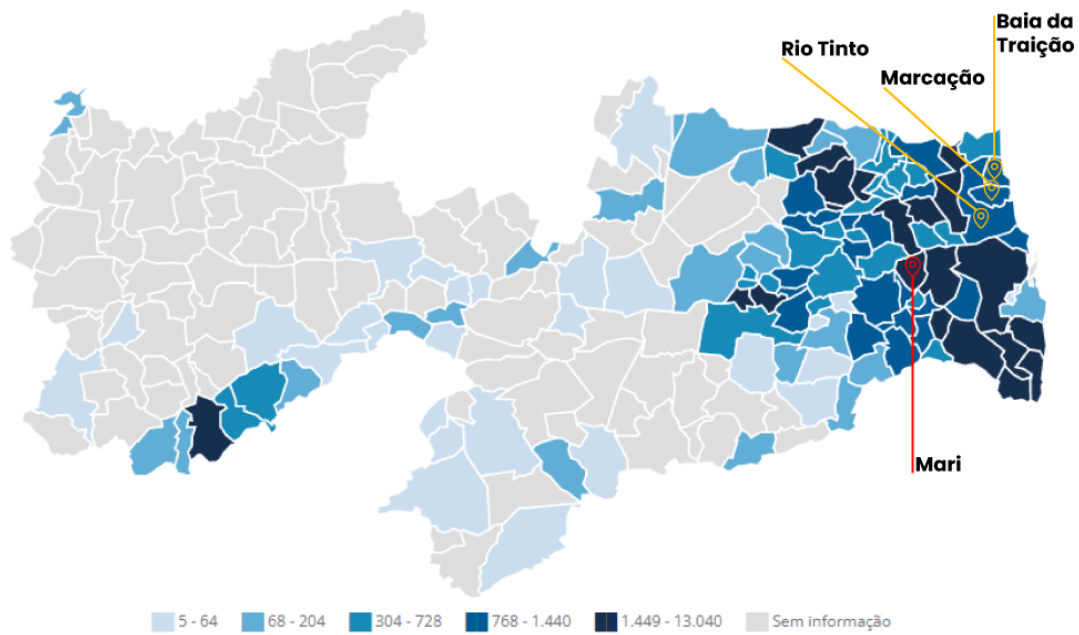 Baia da
Traição
Rio Tinto
Marcação
Mari
5 - 64
68 - 204
304 - 728
768 - 1.440
1.449 - 13.040
Sem informação